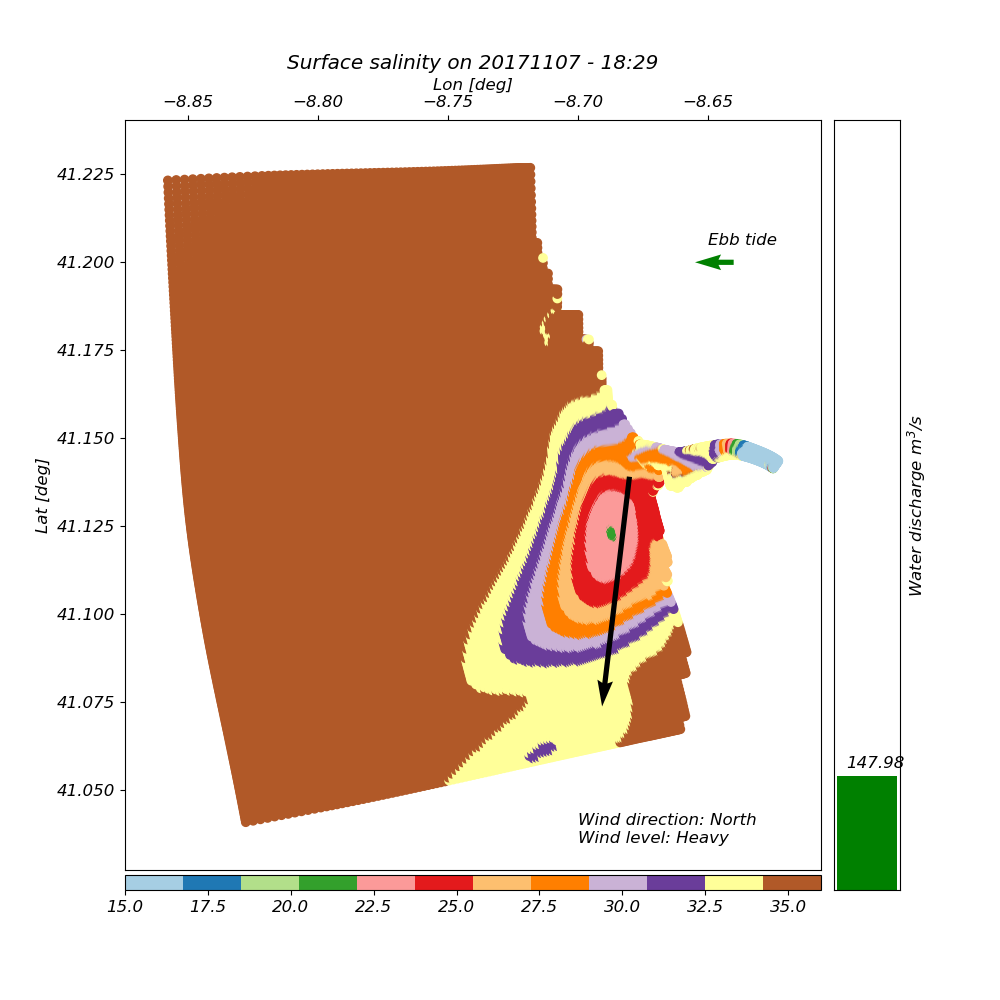 Surface salinity on 20171107 - 18:29
Lon [deg]
−8.85 −8.80 −8.75 −8.70 −8.65
41.225
41.200
41.175
41.150
41.125
41.100
41.075
41.050
Lat [deg]
Ebb tide
Wind direction: North
Wind level: Heavy
15.0 17.5 20.0 22.5 25.0 27.5 30.0 32.5 35.0
147.98
Water discharge m³/s